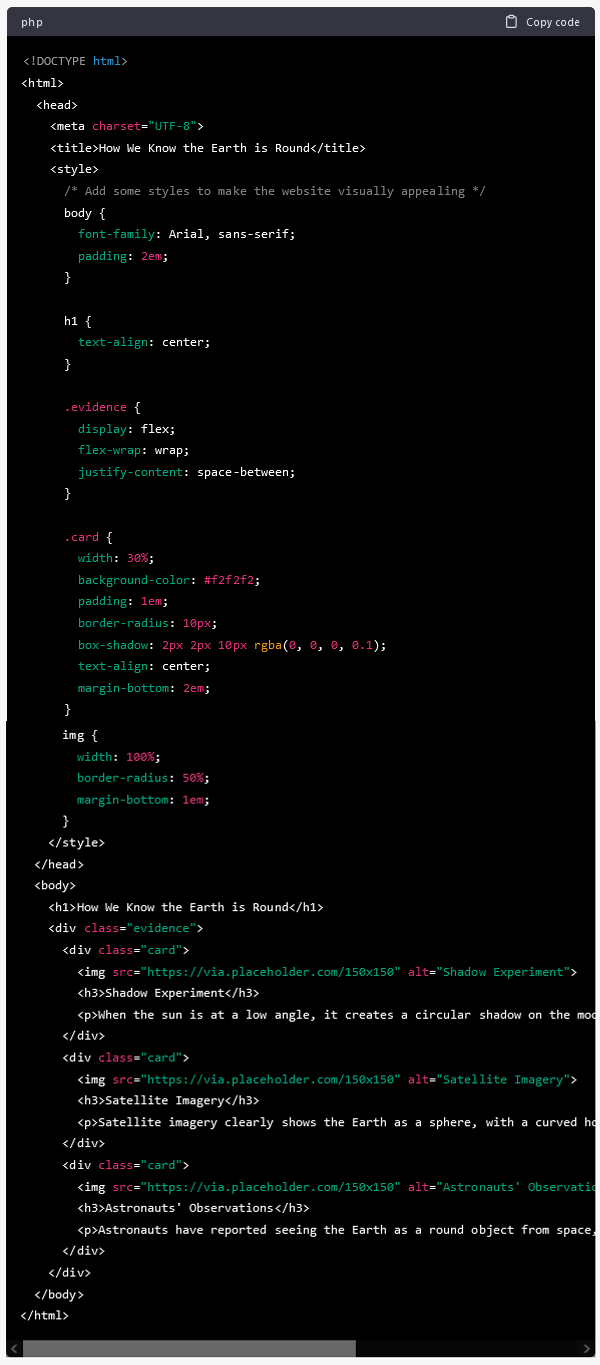 php
Copy code
<!DOCTYPE html>
<html>
<head>
<meta charset="UTF-8">
<title>How We Know the Earth is Round</title>
<style>
/* Add some styles to make the website visually appealing */
body {
font-family: Arial, sans-serif;
padding: 2em;
}
h1 {
text-align: center;
}
.evidence {
display: flex;
flex-wrap: wrap;
justify-content: space-between;
}
.card {
width: 30%;
background-color: #f2f2f2;
padding: 1em;
border-radius: 10px;
box-shadow: 2px 2px 10px rgba(0, 0, 0, 0.1);
text-align: center;
margin-bottom: 2em;
}
img {
width: 100%;
border-radius: 50%;
margin-bottom: 1em;
}
</style>
</head>
<body>
<h1>How We Know the Earth is Round</h1>
<div class="evidence">
<div class="card">
<img src="https://via.placeholder.com/150x150" alt="Shadow Experiment">
<h3>Shadow Experiment</h3>
<p>When the sun is at a low angle, it creates a circular shadow on the
</div>
<div class="card">
<img src="https://via.placeholder.com/150x150" alt="Satellite Imagery">
<h3>Satellite Imagery</h3>
<p>Satellite imagery clearly shows the Earth as a sphere, with a curved
</div>
<div class="card">
<img src="https://via.placeholder.com/150x150" alt="Astronauts'
<h3>Astronauts' Observations</h3>
<p>Astronauts have reported seeing the Earth as a round object from space,
</div>
</div>
</body>
</html>